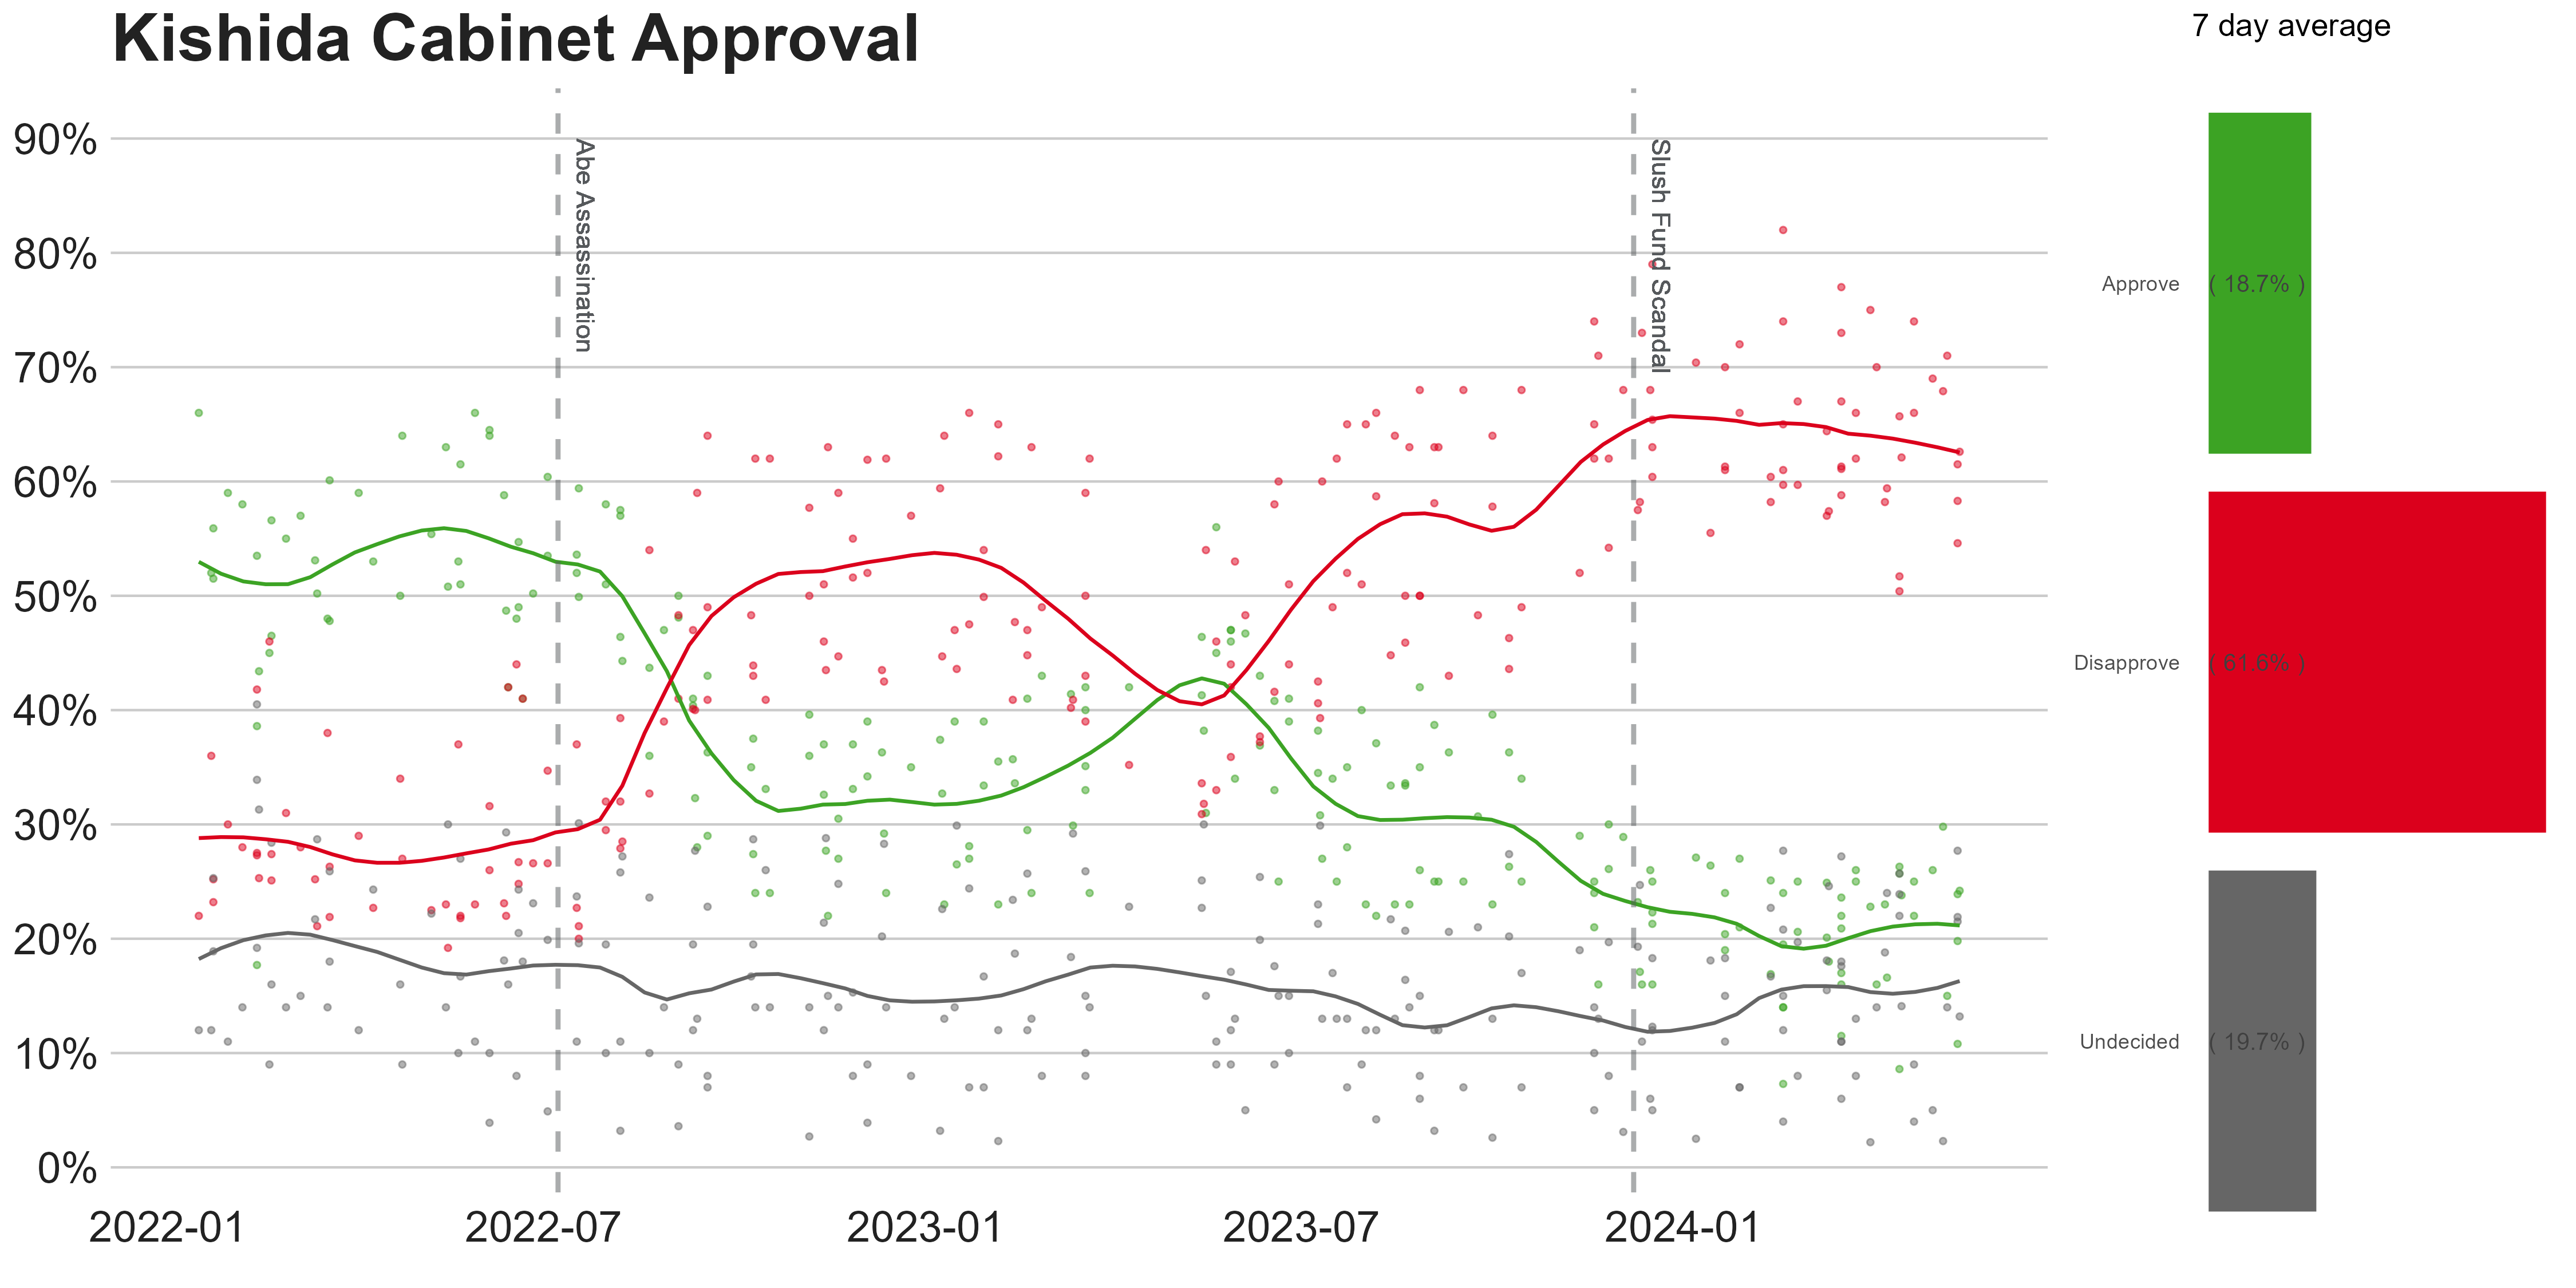 Kishida Cabinet Approval
7 day average
90%
80%
70%
60%
50%
40%
30%
20%
10%
0%
Abe Assassination
Slush Fund Scandal
2022-01
2022-07
2023-01
2023-07
2024-01
Approve
( 18.7% )
Disapprove
( 61.6% )
Undecided
( 19.7% )